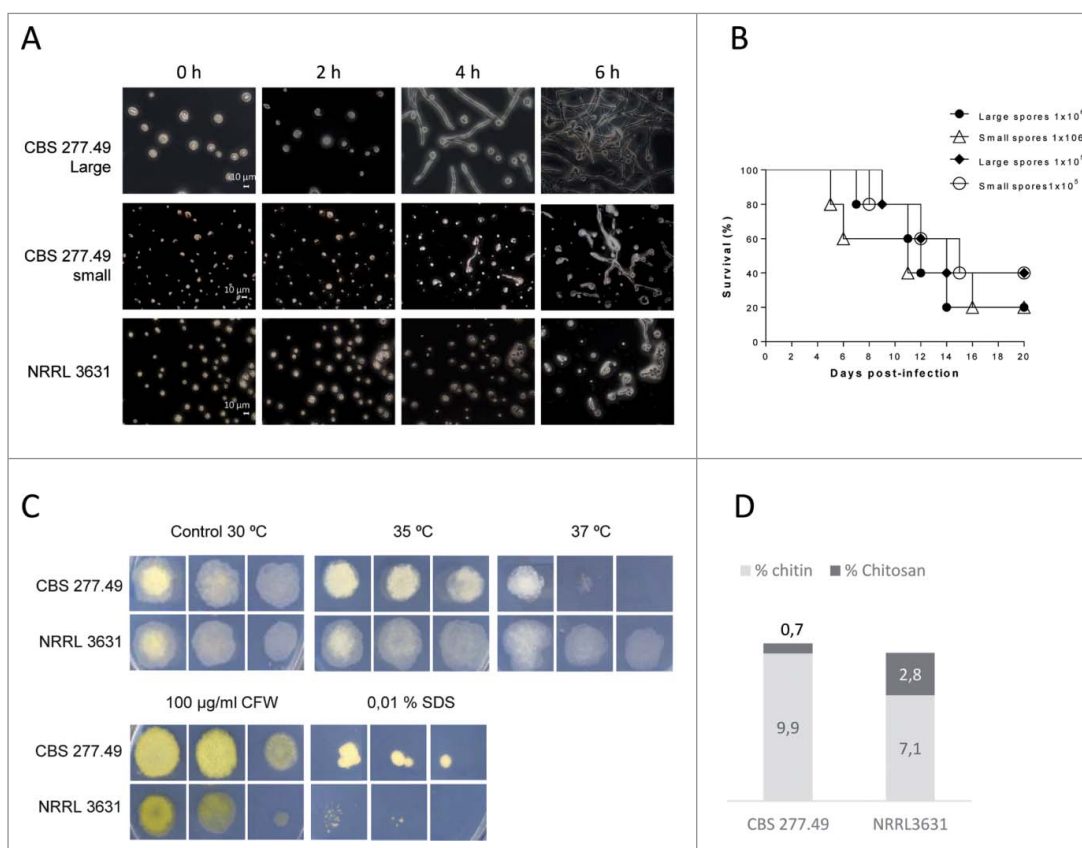 A
0 h 2 h 4 h 6 h
CBS 277.49
Large
10 µm
CBS 277.49
small
10 µm
NRRL 3631
10 µm
B
Large spores
Small spores 1x106
Large spores
Small spores1x10⁵
100
80
60
40
20
0
Survival (%)
0 2 4 6 8 10 12 14 16 18 20
Days post-infection
C
Control 30 ºC 35 ºC 37 ºC
CBS 277.49
NRRL 3631
100 µg/ml CFW 0,01 % SDS
CBS 277.49
NRRL 3631
D
% chitin % Chitosan
0,7
2,8
9,9
7,1
CBS 277.49 NRRL3631